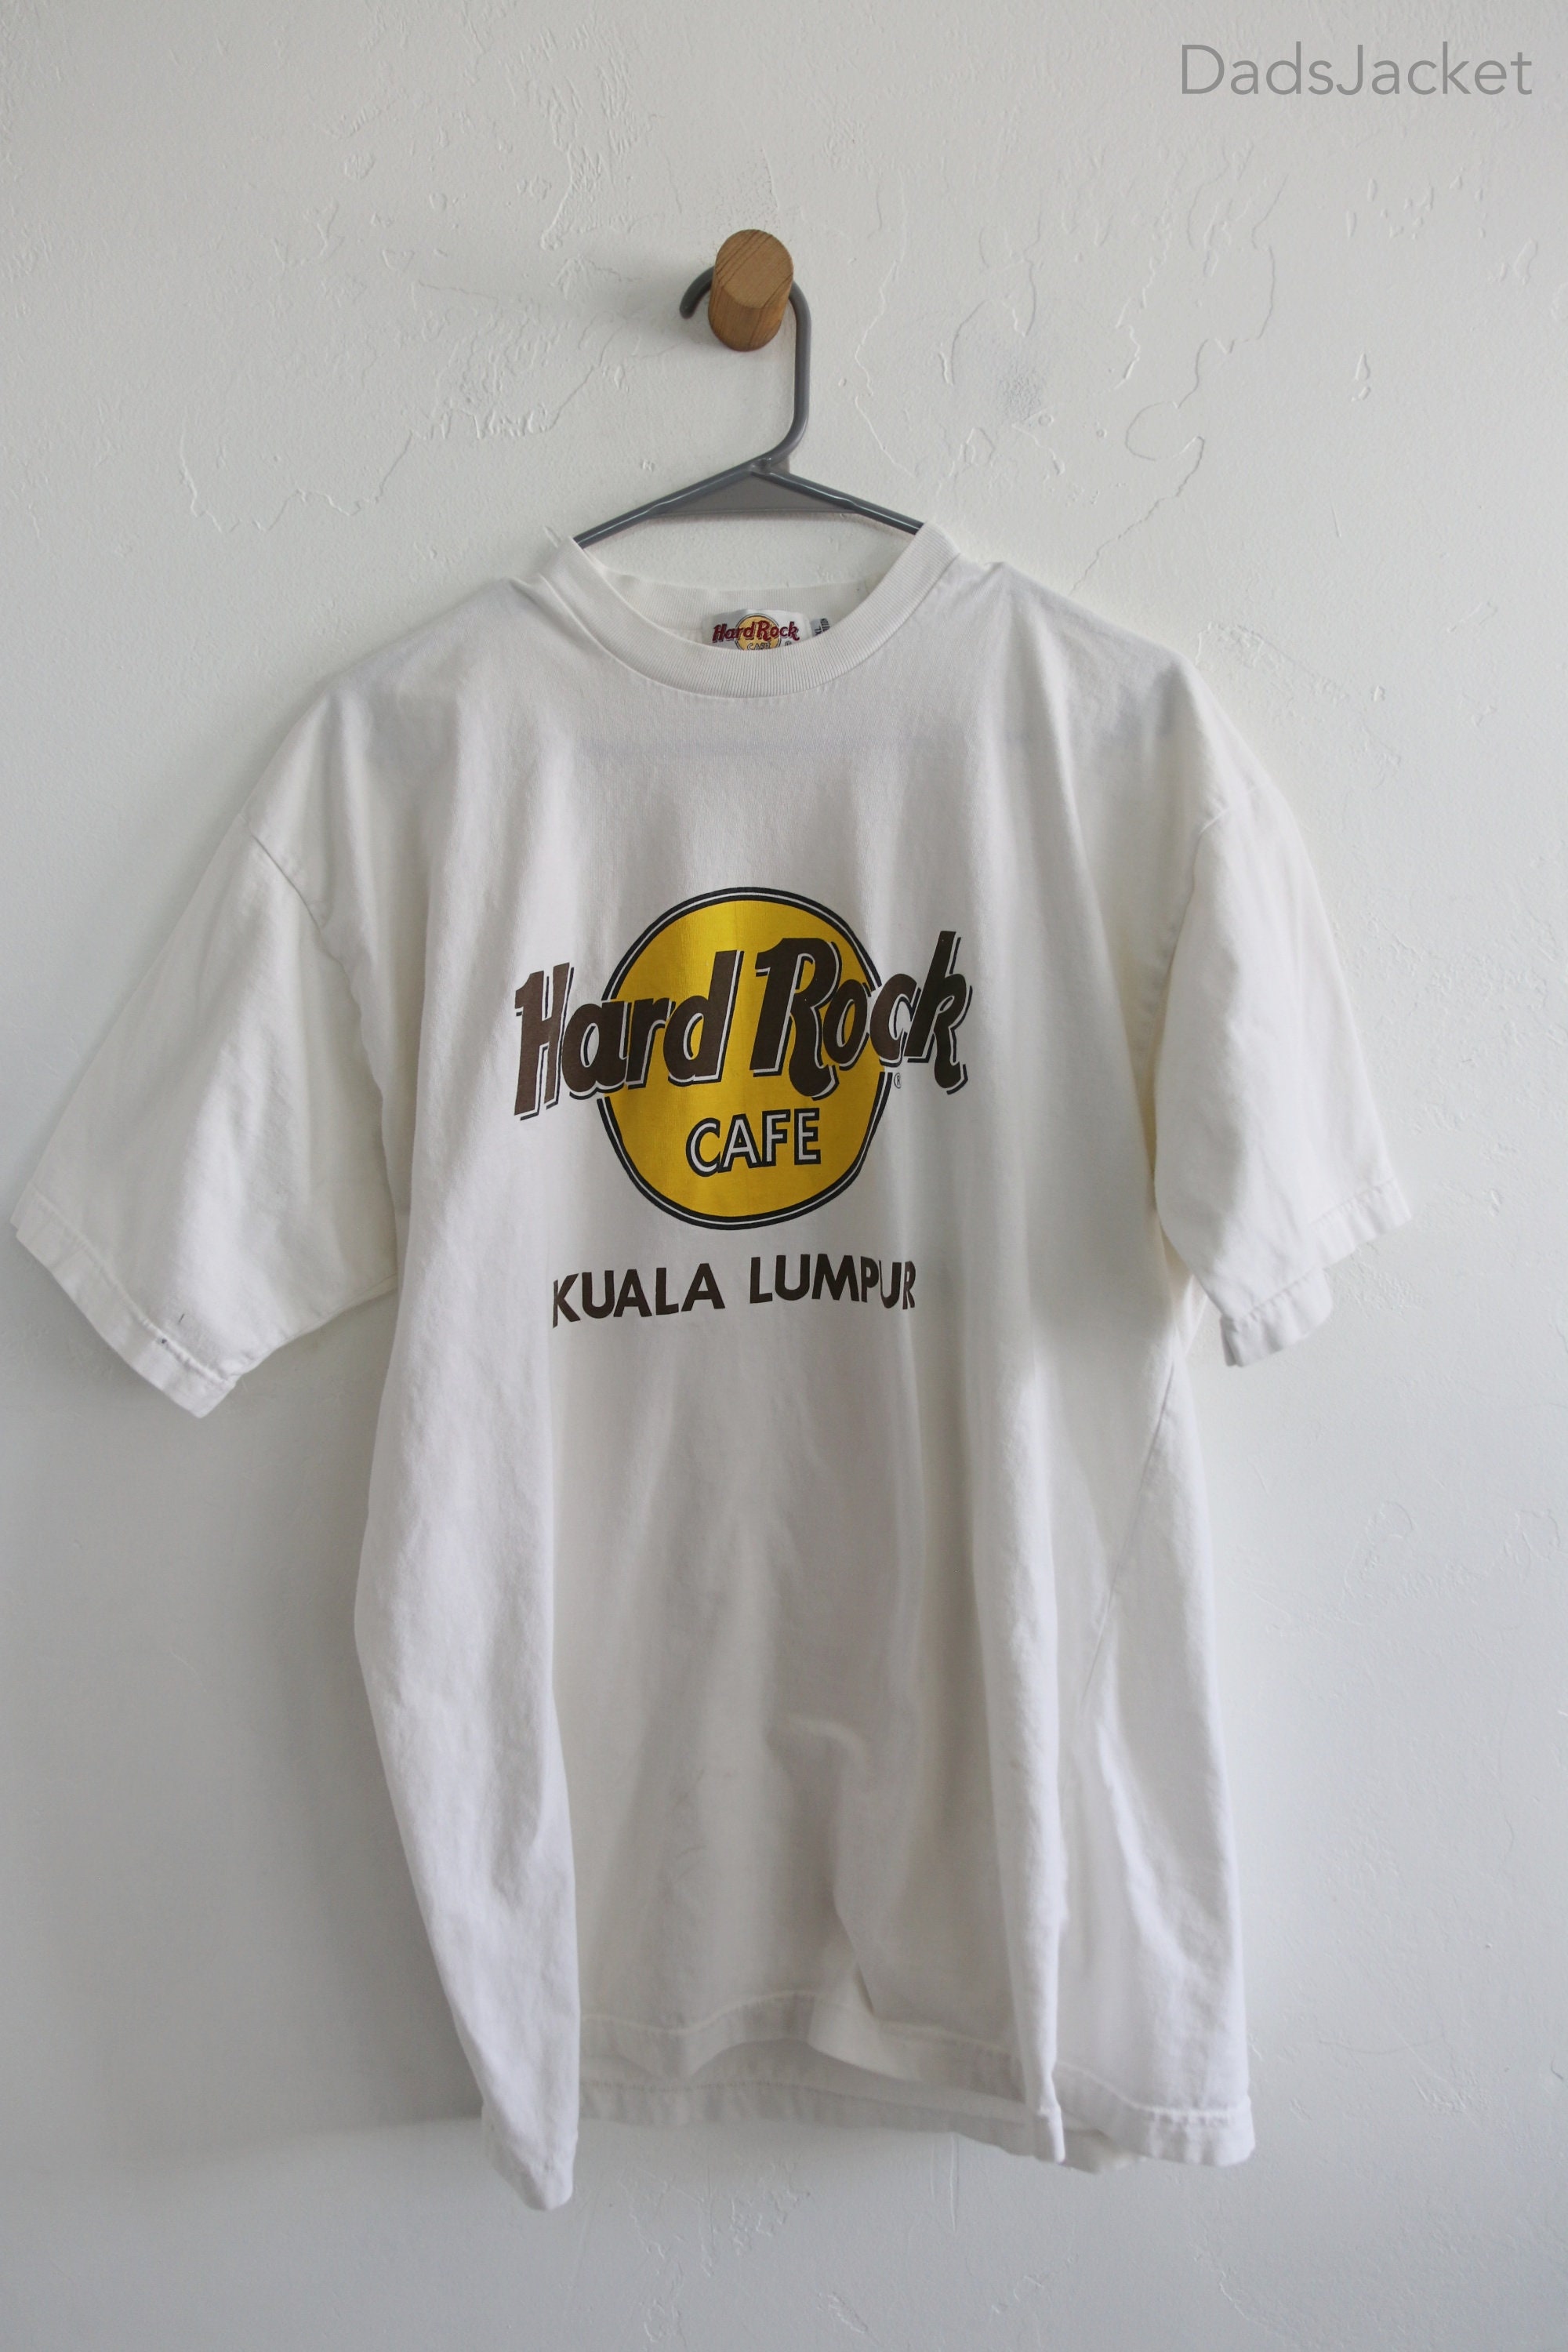 DadsJacket
Hard Rock
CAFE
Hard Rock
®
CAFE
KUALA LUMPUR